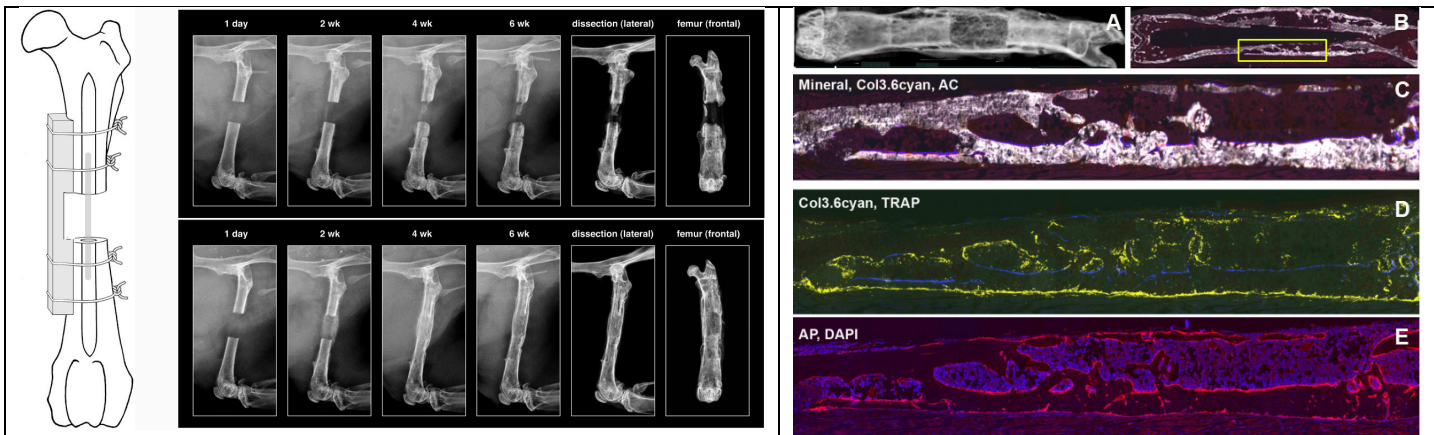 1 day 2 wk 4 wk 6 wk dissection (lateral) femur (frontal)
1 day 2 wk 4 wk 6 wk dissection (lateral) femur (frontal)
A
B
Mineral, Col3.6cyan, AC
C
Col3.6cyan, TRAP
D
AP, DAPI
E